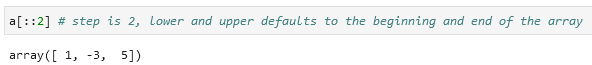 a[::2] # step is 2, lower and upper defaults to the beginning and end of the array
array([ 1, -3,  5])